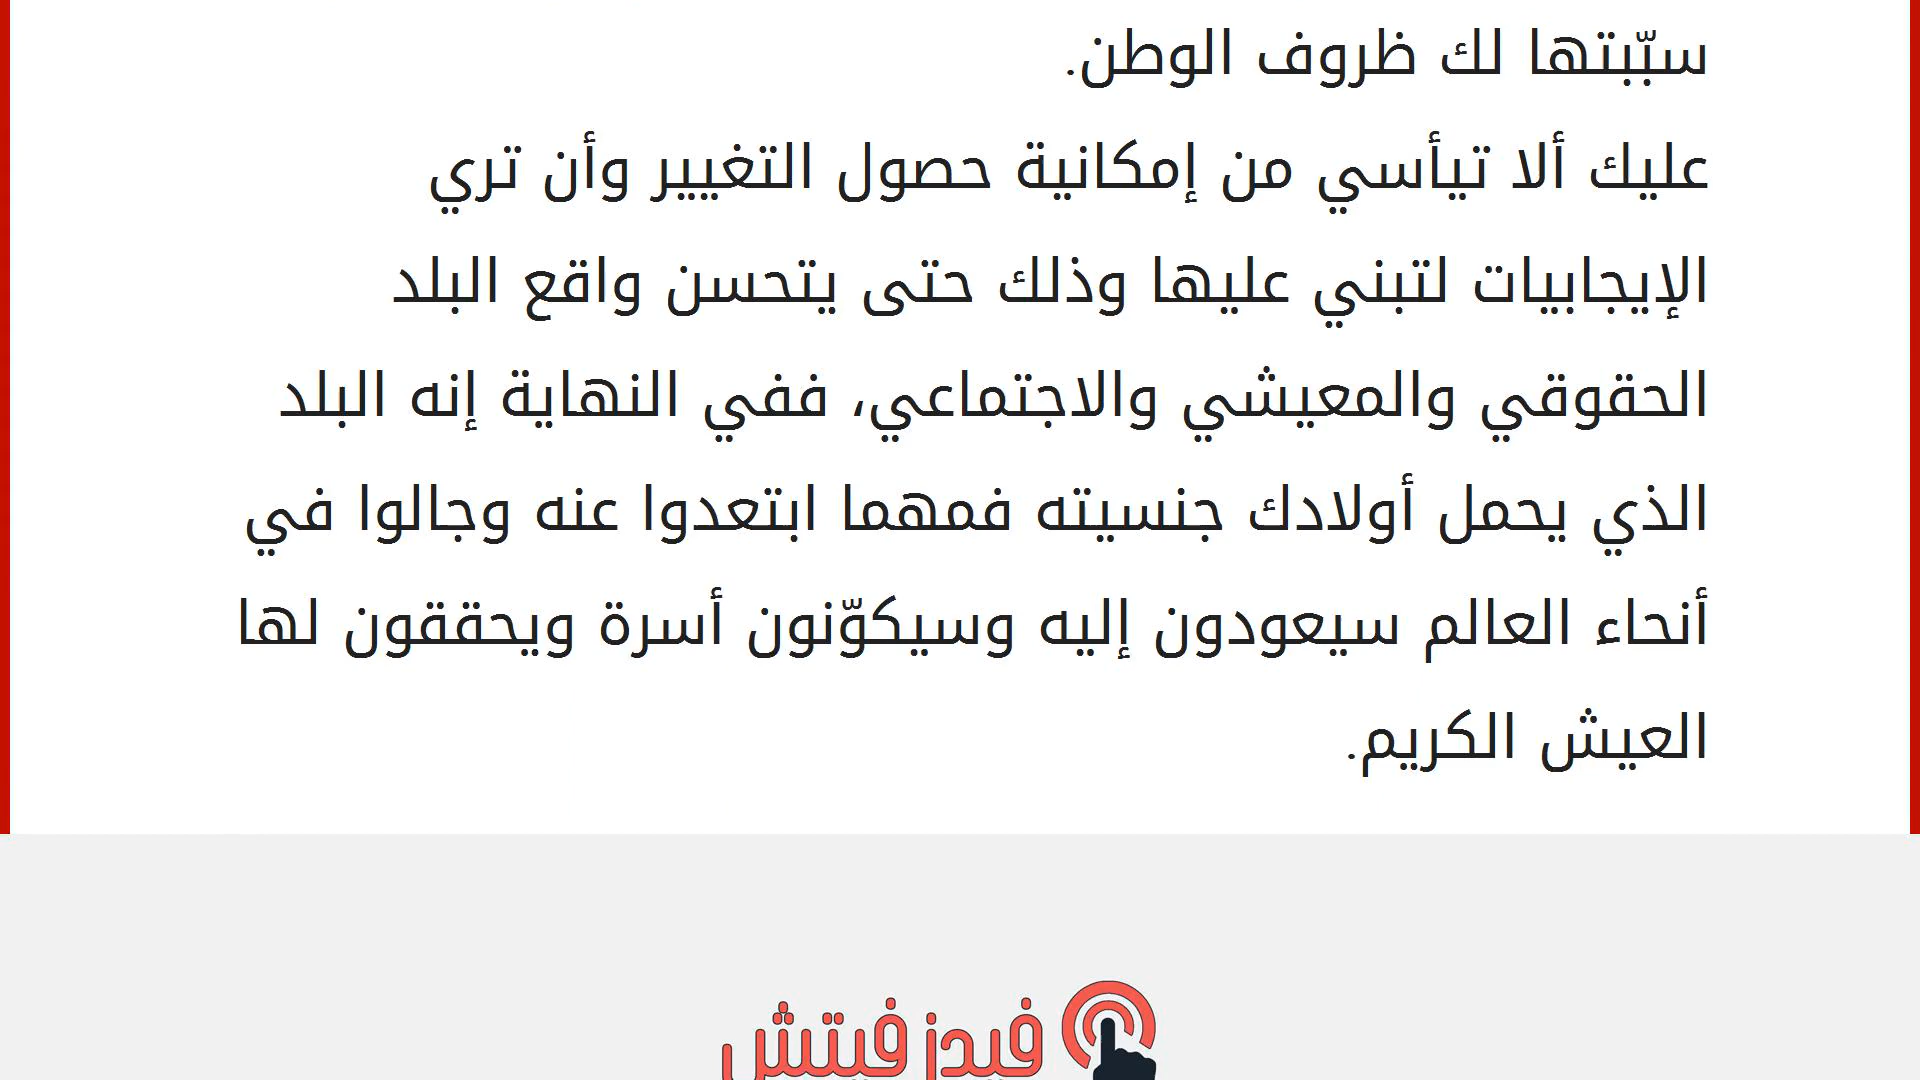 سبّبتها لك ظروف الوطن.
عليك ألا تيأسي من إمكانية حصول التغيير وأن تري
الإيجابيات لتبني عليها وذلك حتى يتحسن واقع البلد
الحقوقي والمعيشي والاجتماعي، ففي النهاية إنه البلد
الذي يحمل أولادك جنسيته فمهما ابتعدوا عنه وجالوا في
أنحاء العالم سيعودون إليه وسيكوّنون أسرة ويحققون لها
العيش الكريم.
فيدز فيتش